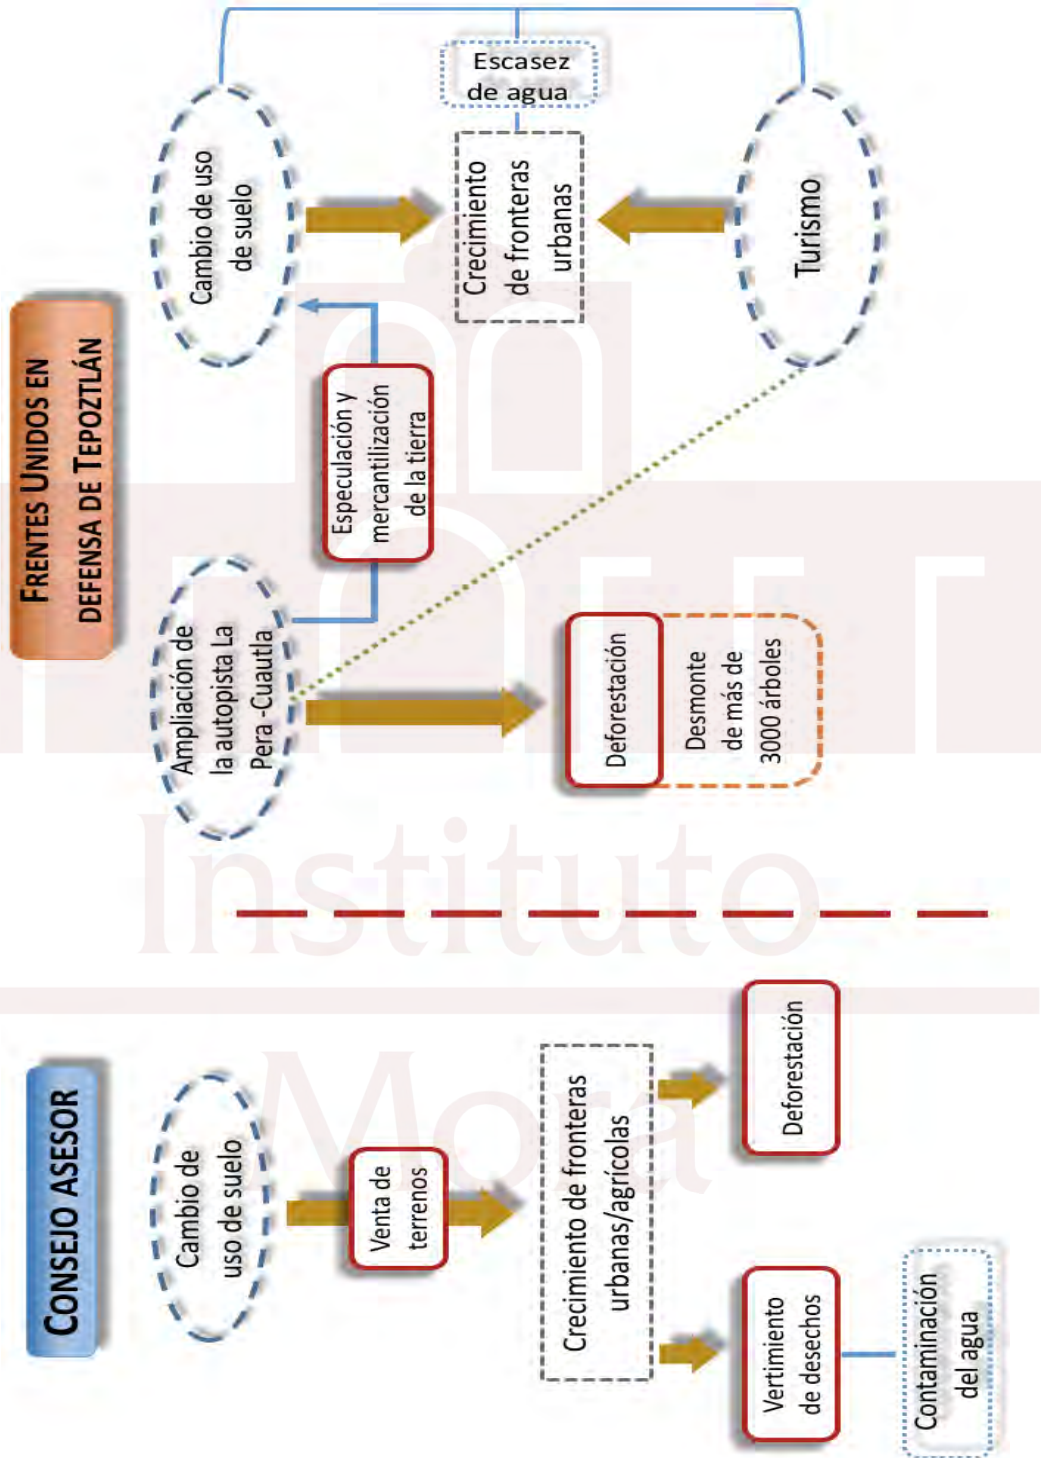 CONSEJO ASESOR
Cambio de
uso de suelo
Venta de
terrenos
Crecimiento de fronteras
urbanas/agrícolas
Vertimiento
de desechos
Deforestación
Contaminación
del agua
FRENTES UNIDOS EN
DEFENSA DE TEPOZTLÁN
Ampliación de
la autopista La
Pera -Cuautla
Cambio de uso
de suelo
Especulación y
mercantilización
de la tierra
Deforestación
Desmonte
de más de
3000 árboles
Crecimiento
de fronteras
urbanas
Escasez
de agua
Turismo
Instituto
Mora